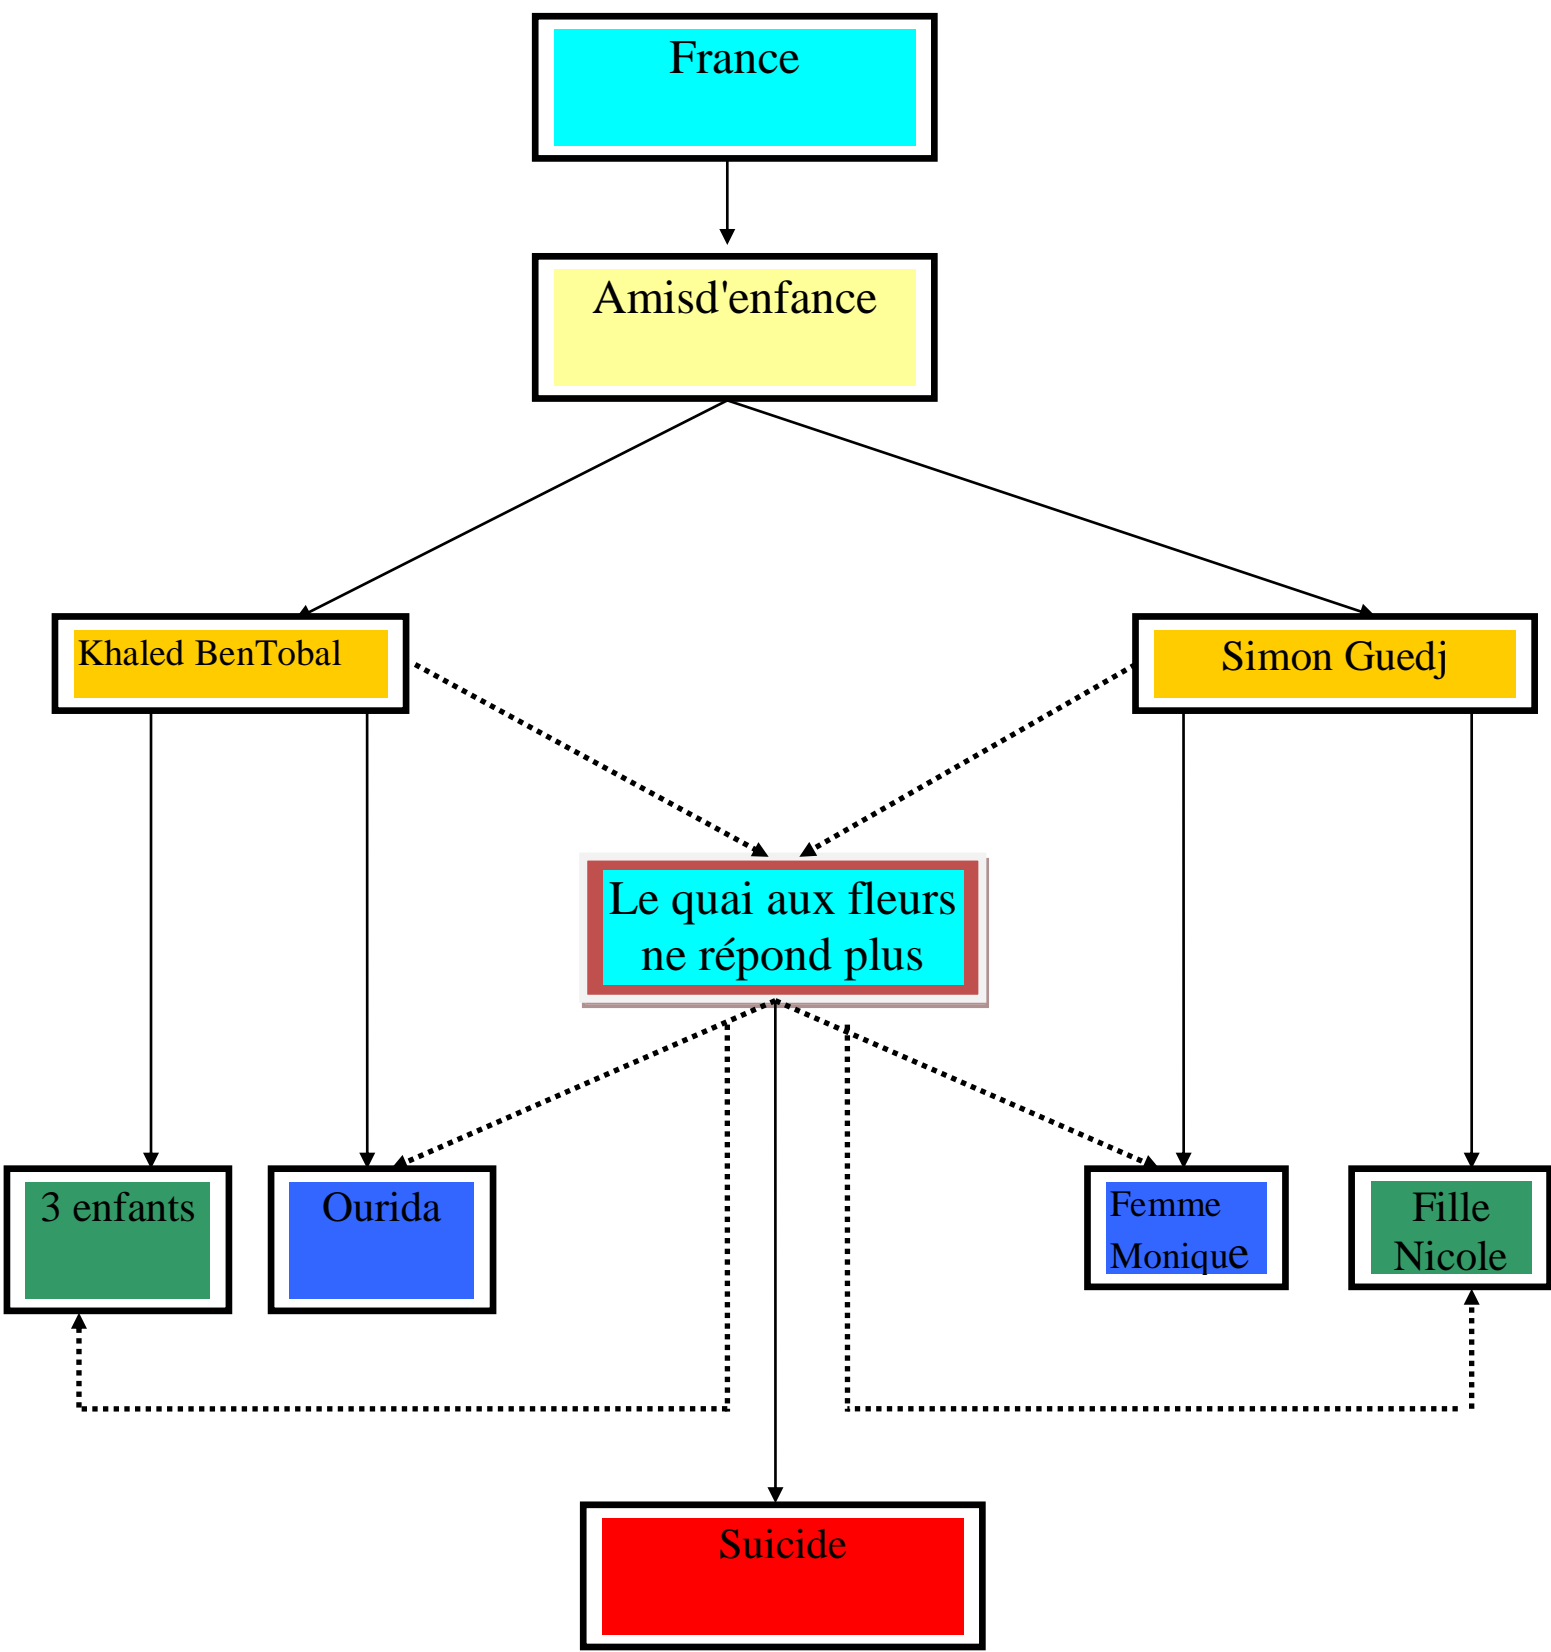 France
Amisd'enfance
Khaled BenTobal
Simon Guedj
Le quai aux fleurs
ne répond plus
3 enfants
Ourida
Femme
Monique
Fille
Nicole
Suicide